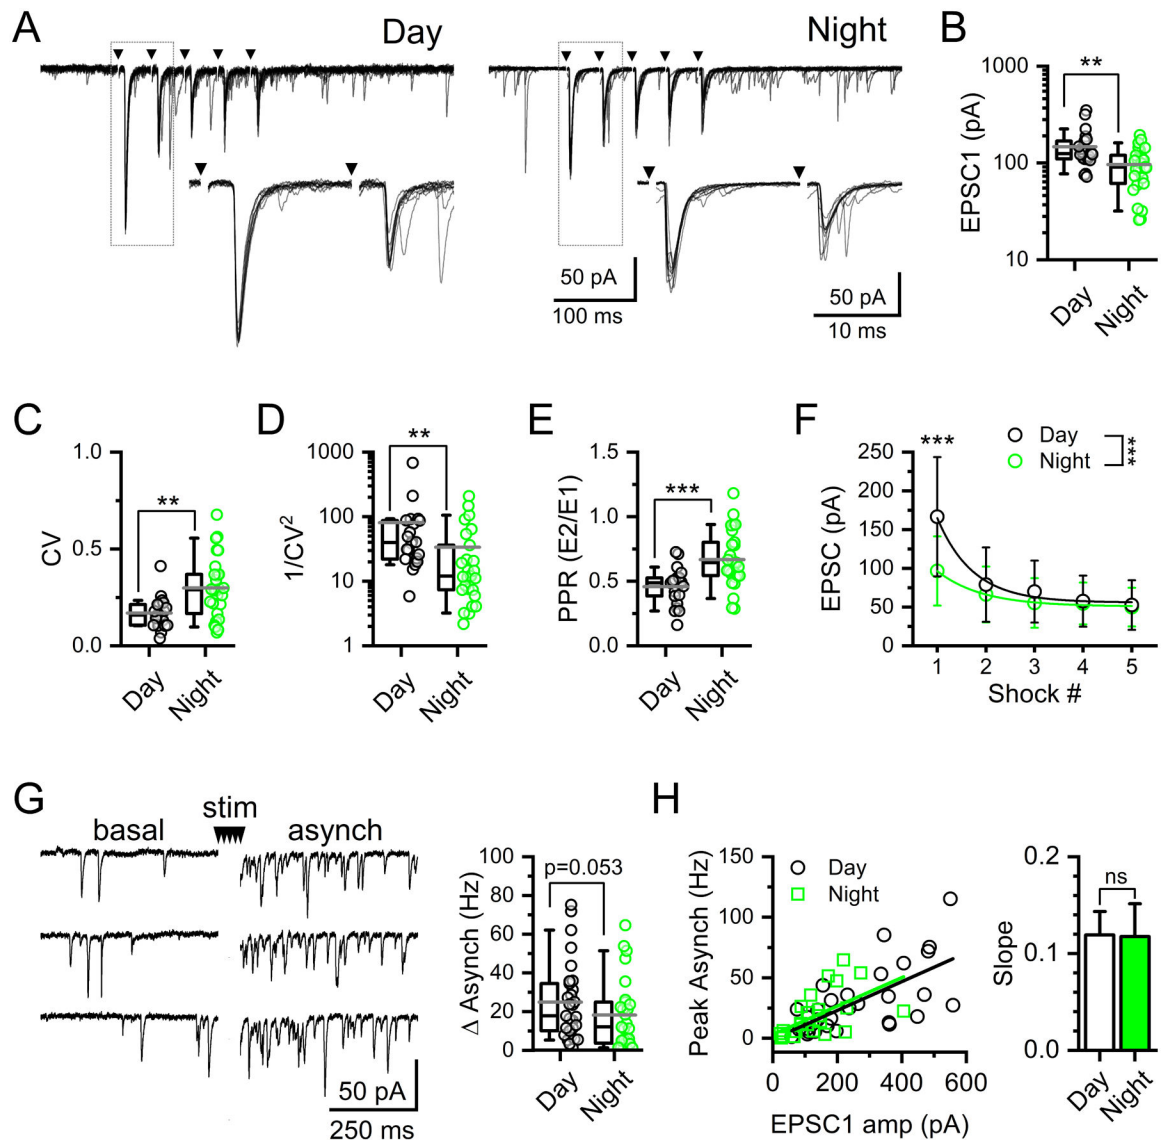 A
Day
Night
50 pA
100 ms
50 pA
10 ms
B
EPSC1 (pA)
1000
100
10
**
Day
Night
C
CV
1.0
0.5
0.0
**
Day
Night
D
1/CV²
1000
100
10
1
**
Day
Night
E
PPR (E2/E1)
1.5
1.0
0.5
0.0
***
Day
Night
F
EPSC (pA)
250
200
150
100
50
0
***
Day
Night
***
1 2 3 4 5
Shock #
G
basal
stim
asynch
50 pA
250 ms
Δ Asynch (Hz)
100
80
60
40
20
0
p=0.053
Day
Night
H
Peak Asynch (Hz)
150
100
50
0
Day
Night
0 200 400 600
EPSC1 amp (pA)
Slope
0.2
0.1
0.0
ns
Day
Night